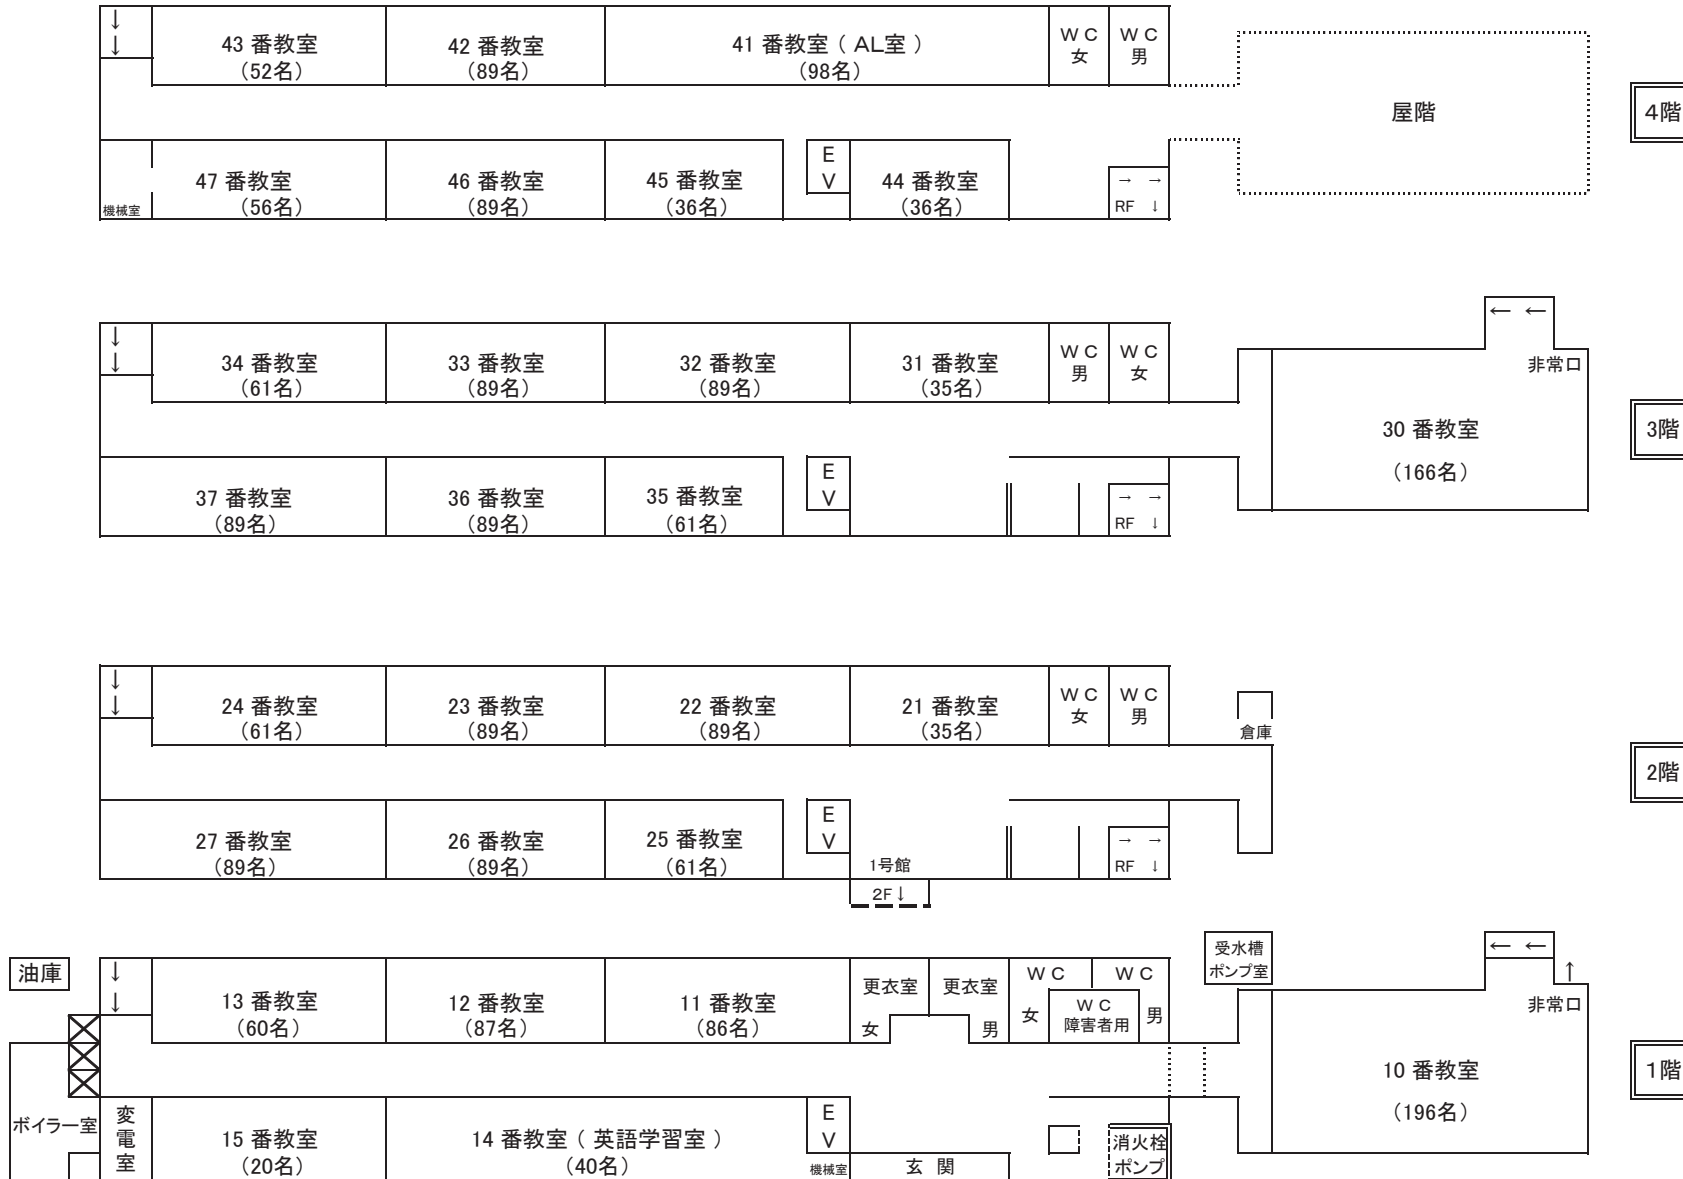 ↓
↓
43 番教室
（52名）
42 番教室
（89名）
41 番教室（ AL室 ）
（98名）
ＷＣ
女
ＷＣ
男
屋階
4階
機械室
47 番教室
（56名）
46 番教室
（89名）
45 番教室
（36名）
E
V
44 番教室
（36名）
→ →
RF ↓
↓
↓
34 番教室
（61名）
33 番教室
（89名）
32 番教室
（89名）
31 番教室
（35名）
ＷＣ
男
ＷＣ
女
← ←
非常口
30 番教室
（166名）
3階
37 番教室
（89名）
36 番教室
（89名）
35 番教室
（61名）
E
V
→ →
RF ↓
↓
↓
24 番教室
（61名）
23 番教室
（89名）
22 番教室
（89名）
21 番教室
（35名）
ＷＣ
女
ＷＣ
男
倉庫
2階
27 番教室
（89名）
26 番教室
（89名）
25 番教室
（61名）
E
V
1号館
2F↓
→ →
RF ↓
油庫
↓
↓
13 番教室
（60名）
12 番教室
（87名）
11 番教室
（86名）
更衣室
女
更衣室
男
ＷＣ
女
ＷＣ
障害者用
ＷＣ
男
受水槽
ポンプ室
← ←
↑
非常口
10 番教室
（196名）
1階
ボイラー室
変
電
室
15 番教室
（20名）
14 番教室（ 英語学習室 ）
（40名）
E
V
機械室
玄 関
消火栓
ポンプ